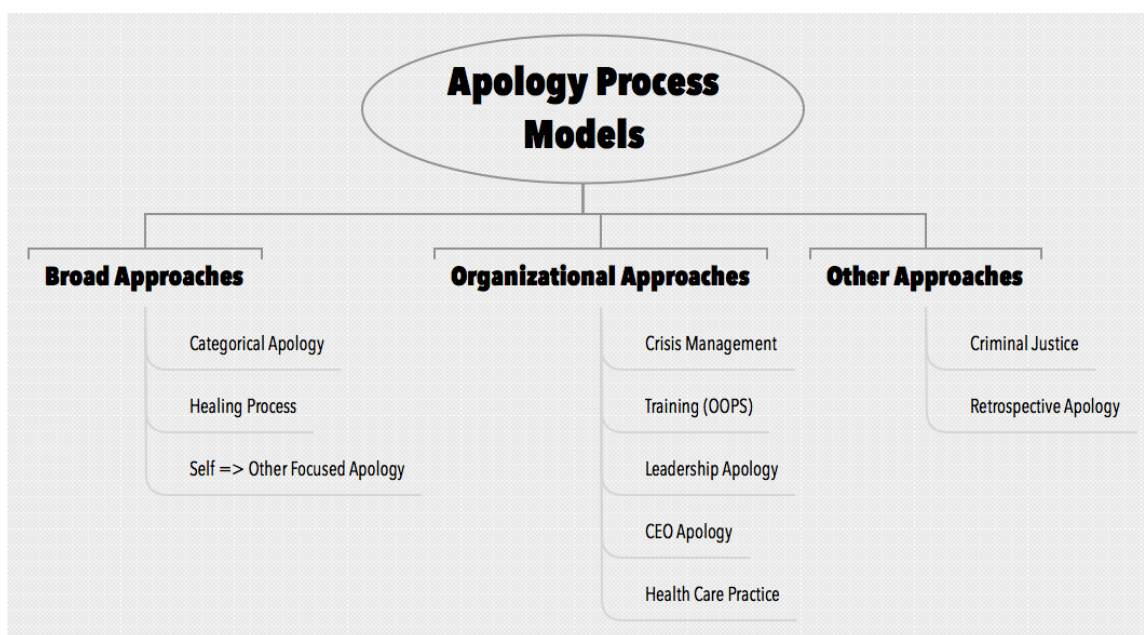 Apology Process
Models
Broad Approaches
Categorical Apology
Healing Process
Self => Other Focused Apology
Organizational Approaches
Crisis Management
Training (OOPS)
Leadership Apology
CEO Apology
Health Care Practice
Other Approaches
Criminal Justice
Retrospective Apology